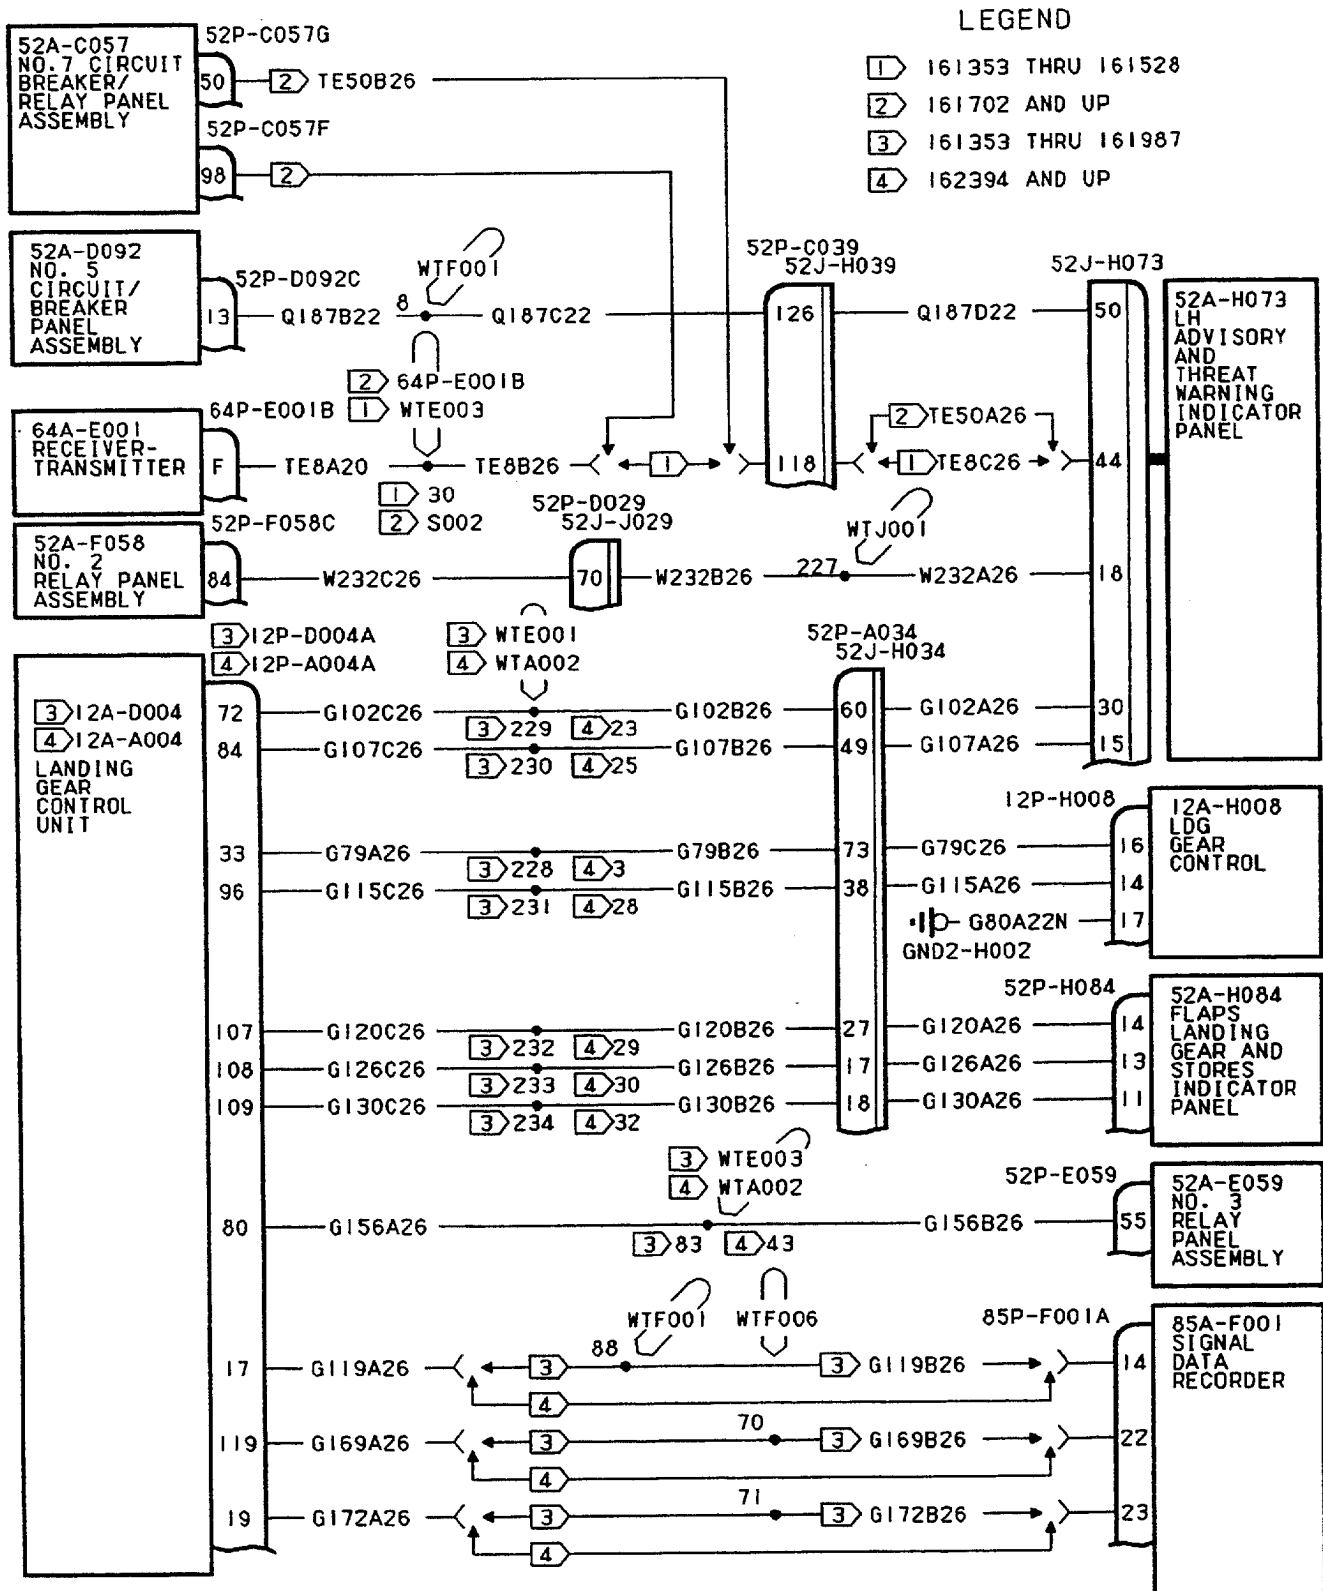 LEGEND
1 161353 THRU 161528
2 161702 AND UP
3 161353 THRU 161987
4 162394 AND UP
52A-C057
NO.7 CIRCUIT
BREAKER/
RELAY PANEL
ASSEMBLY
52P-C057G
50 2 TE50B26
52P-C057F
98 2
52A-D092
NO. 5
CIRCUIT/
BREAKER
PANEL
ASSEMBLY
52P-D092C
WTF001
52P-C039
52J-H039
52J-H073
13 Q187B22 8 Q187C22 126 Q187D22 50
52A-H073
LH
ADVISORY
AND
THREAT
WARNING
INDICATOR
PANEL
2 64P-E001B
1 WTE003
64P-E001B
64A-E001
RECEIVER-
TRANSMITTER
2 TE50A26
F TE8A20 TE8B26 1 118 1 TE8C26 44
1 30
2 S002
52P-F058C
52P-D029
52J-J029
WTJ001
52A-F058
NO. 2
RELAY PANEL
ASSEMBLY
84 W232C26 70 W232B26 227 W232A26 18
3 12P-D004A
4 12P-A004A
3 WTE001
4 WTA002
52P-A034
52J-H034
3 12A-D004
4 12A-A004
LANDING
GEAR
CONTROL
UNIT
72 G102C26 G102B26 60 G102A26 30
3 229 4 23
84 G107C26 G107B26 49 G107A26 15
3 230 4 25
12P-H008
12A-H008
LDG
GEAR
CONTROL
33 G79A26 G79B26 73 G79C26 16
3 228 4 3
96 G115C26 G115B26 38 G115A26 14
3 231 4 28
G80A22N 17
GND2-H002
52P-H084
52A-H084
FLAPS
LANDING
GEAR AND
STORES
INDICATOR
PANEL
107 G120C26 G120B26 27 G120A26 14
3 232 4 29
108 G126C26 G126B26 17 G126A26 13
3 233 4 30
109 G130C26 G130B26 18 G130A26 11
3 234 4 32
3 WTE003
4 WTA002
52P-E059
52A-E059
NO. 3
RELAY
PANEL
ASSEMBLY
80 G156A26 G156B26 55
3 83 4 43
WTF001 WTF006
85P-F001A
85A-F001
SIGNAL
DATA
RECORDER
17 G119A26 3 88 3 G119B26 14
4
119 G169A26 3 70 3 G169B26 22
4
19 G172A26 3 71 3 G172B26 23
4